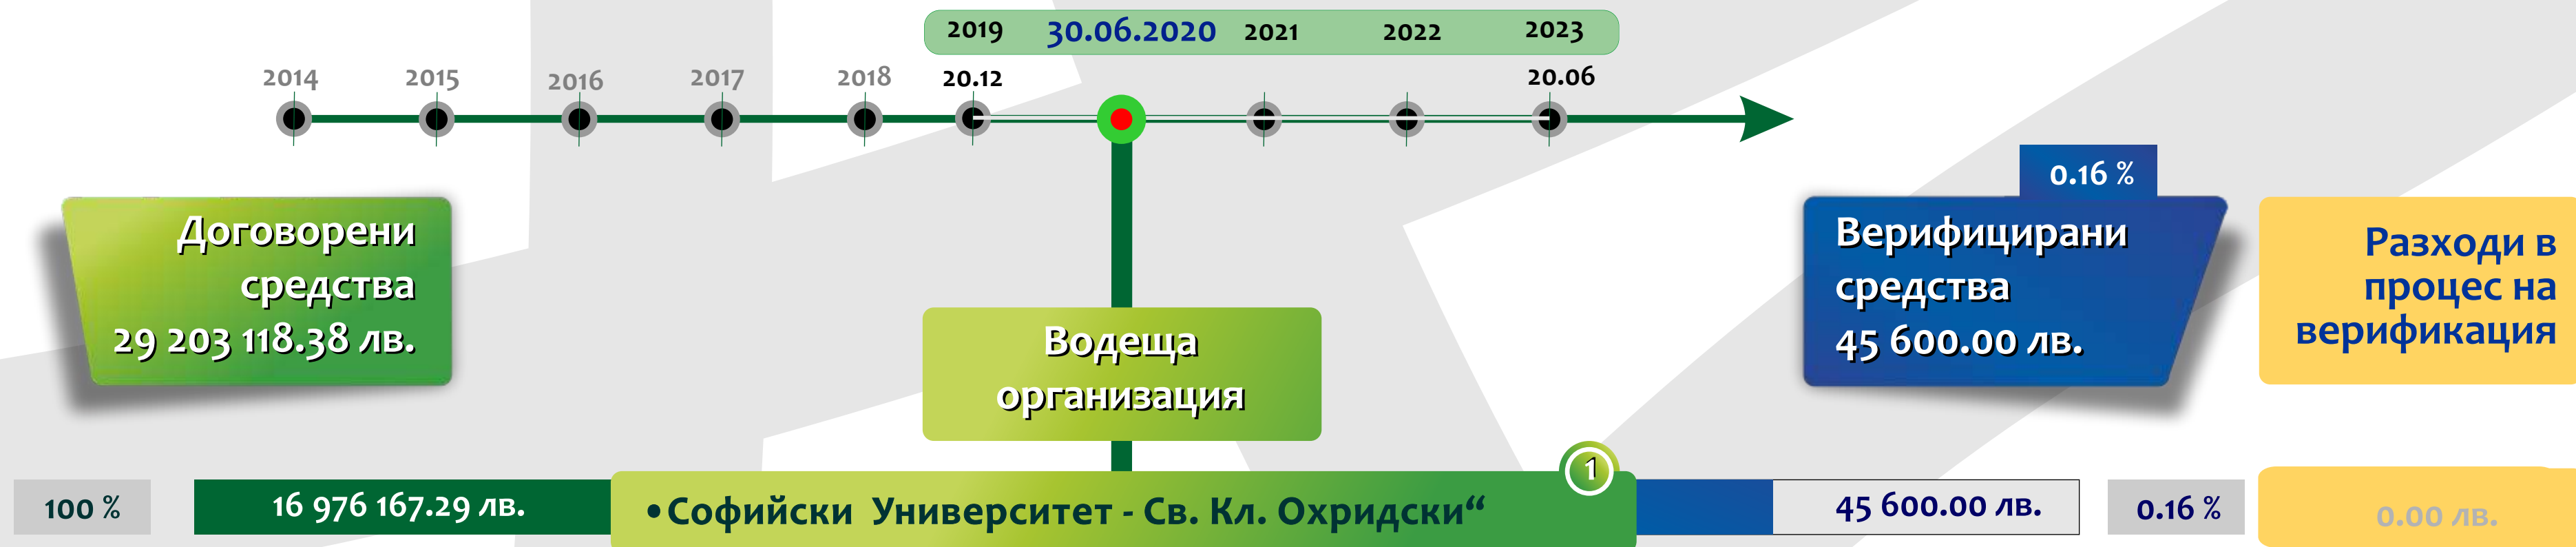 2019 30.06.2020 2021 2022 2023
2014 2015 2016 2017 2018 20.12 20.06
0.16 %
Договорени
средства
29 203 118.38 лв.
Водеща
организация
Верифицирани
средства
45 600.00 лв.
Разходи в
процес на
верификация
1
100 % 16 976 167.29 лв. •Софийски Университет - Св. Кл. Охридски“ 45 600.00 лв. 0.16 % 0.00 лв.